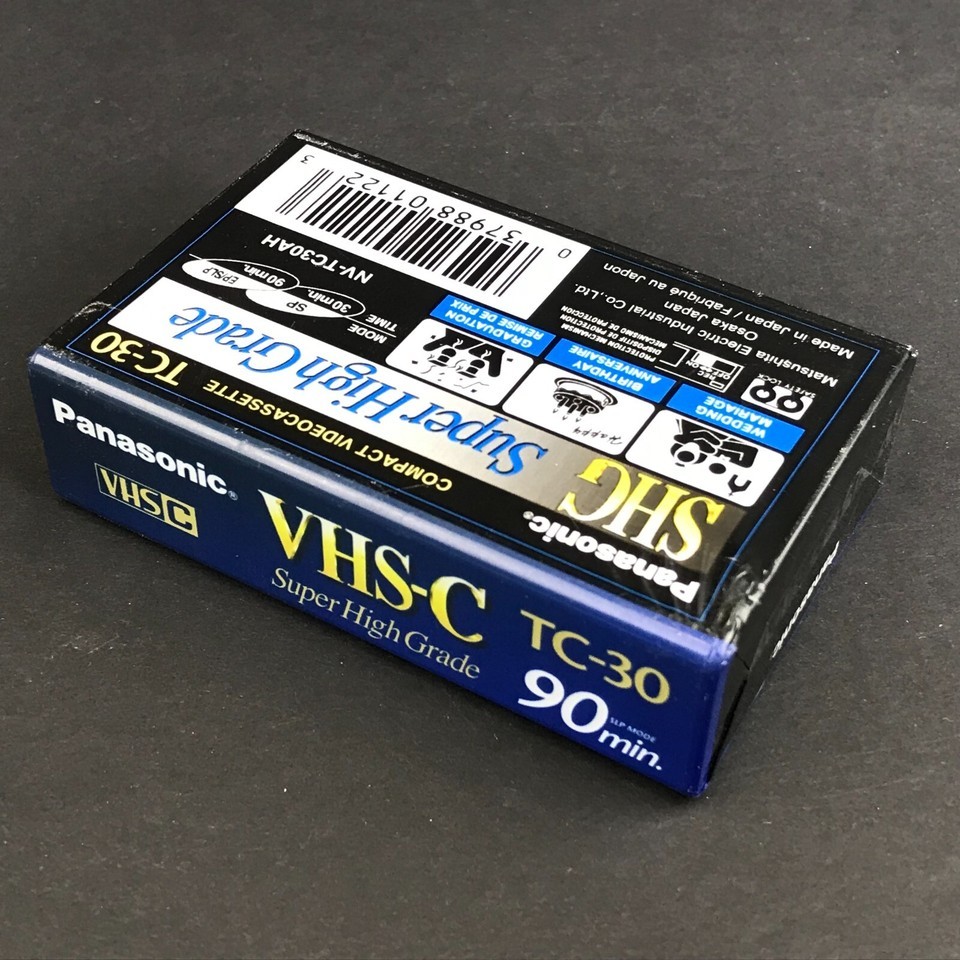 Panasonic®
VHS C
VHS-C
Super High Grade
TC-30
90 min.
SLP MODE
Panasonic®
SHG
Super High Grade
COMPACT VIDEOCASSETTE TC-30
WEDDING
MARIAGE
Happy
BIRTHDAY
ANNIVERSAIRE
GRADUATION
REMISE DE PRIX
MODE
TIME
SP
30 min.
EP/SLP
90 min.
NV-TC30AH
SAFETY LOCK
REC
PROTECTION MECHANISM
DISPOSITIF DE PROTECTION
MECANISMO DE PROTECCION
Matsushita Electric Industrial Co., Ltd.
Osaka Japan
Made in Japan / Fabriqué au Japon
0 37988 01122 3